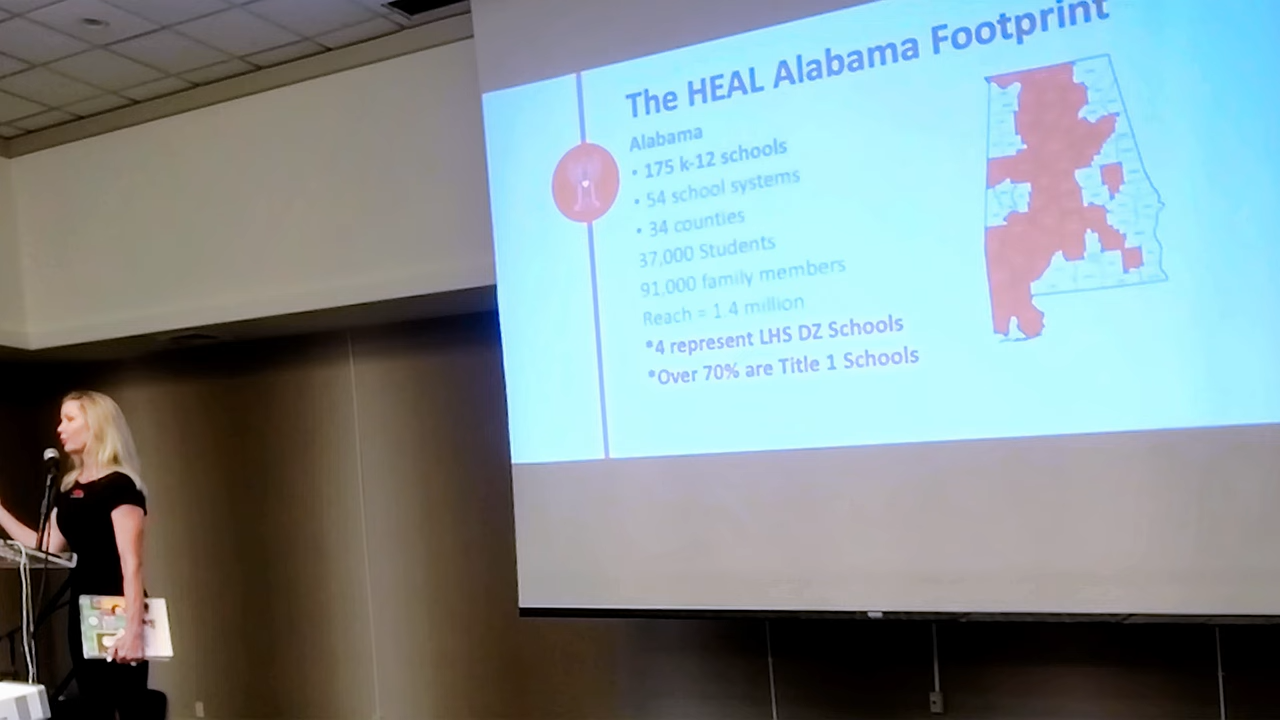 The HEAL Alabama Footprint
Alabama
• 175 k-12 schools
• 54 school systems
• 34 counties
37,000 Students
91,000 family members
Reach = 1.4 million
*4 represent LHS DZ Schools
*Over 70% are Title 1 Schools